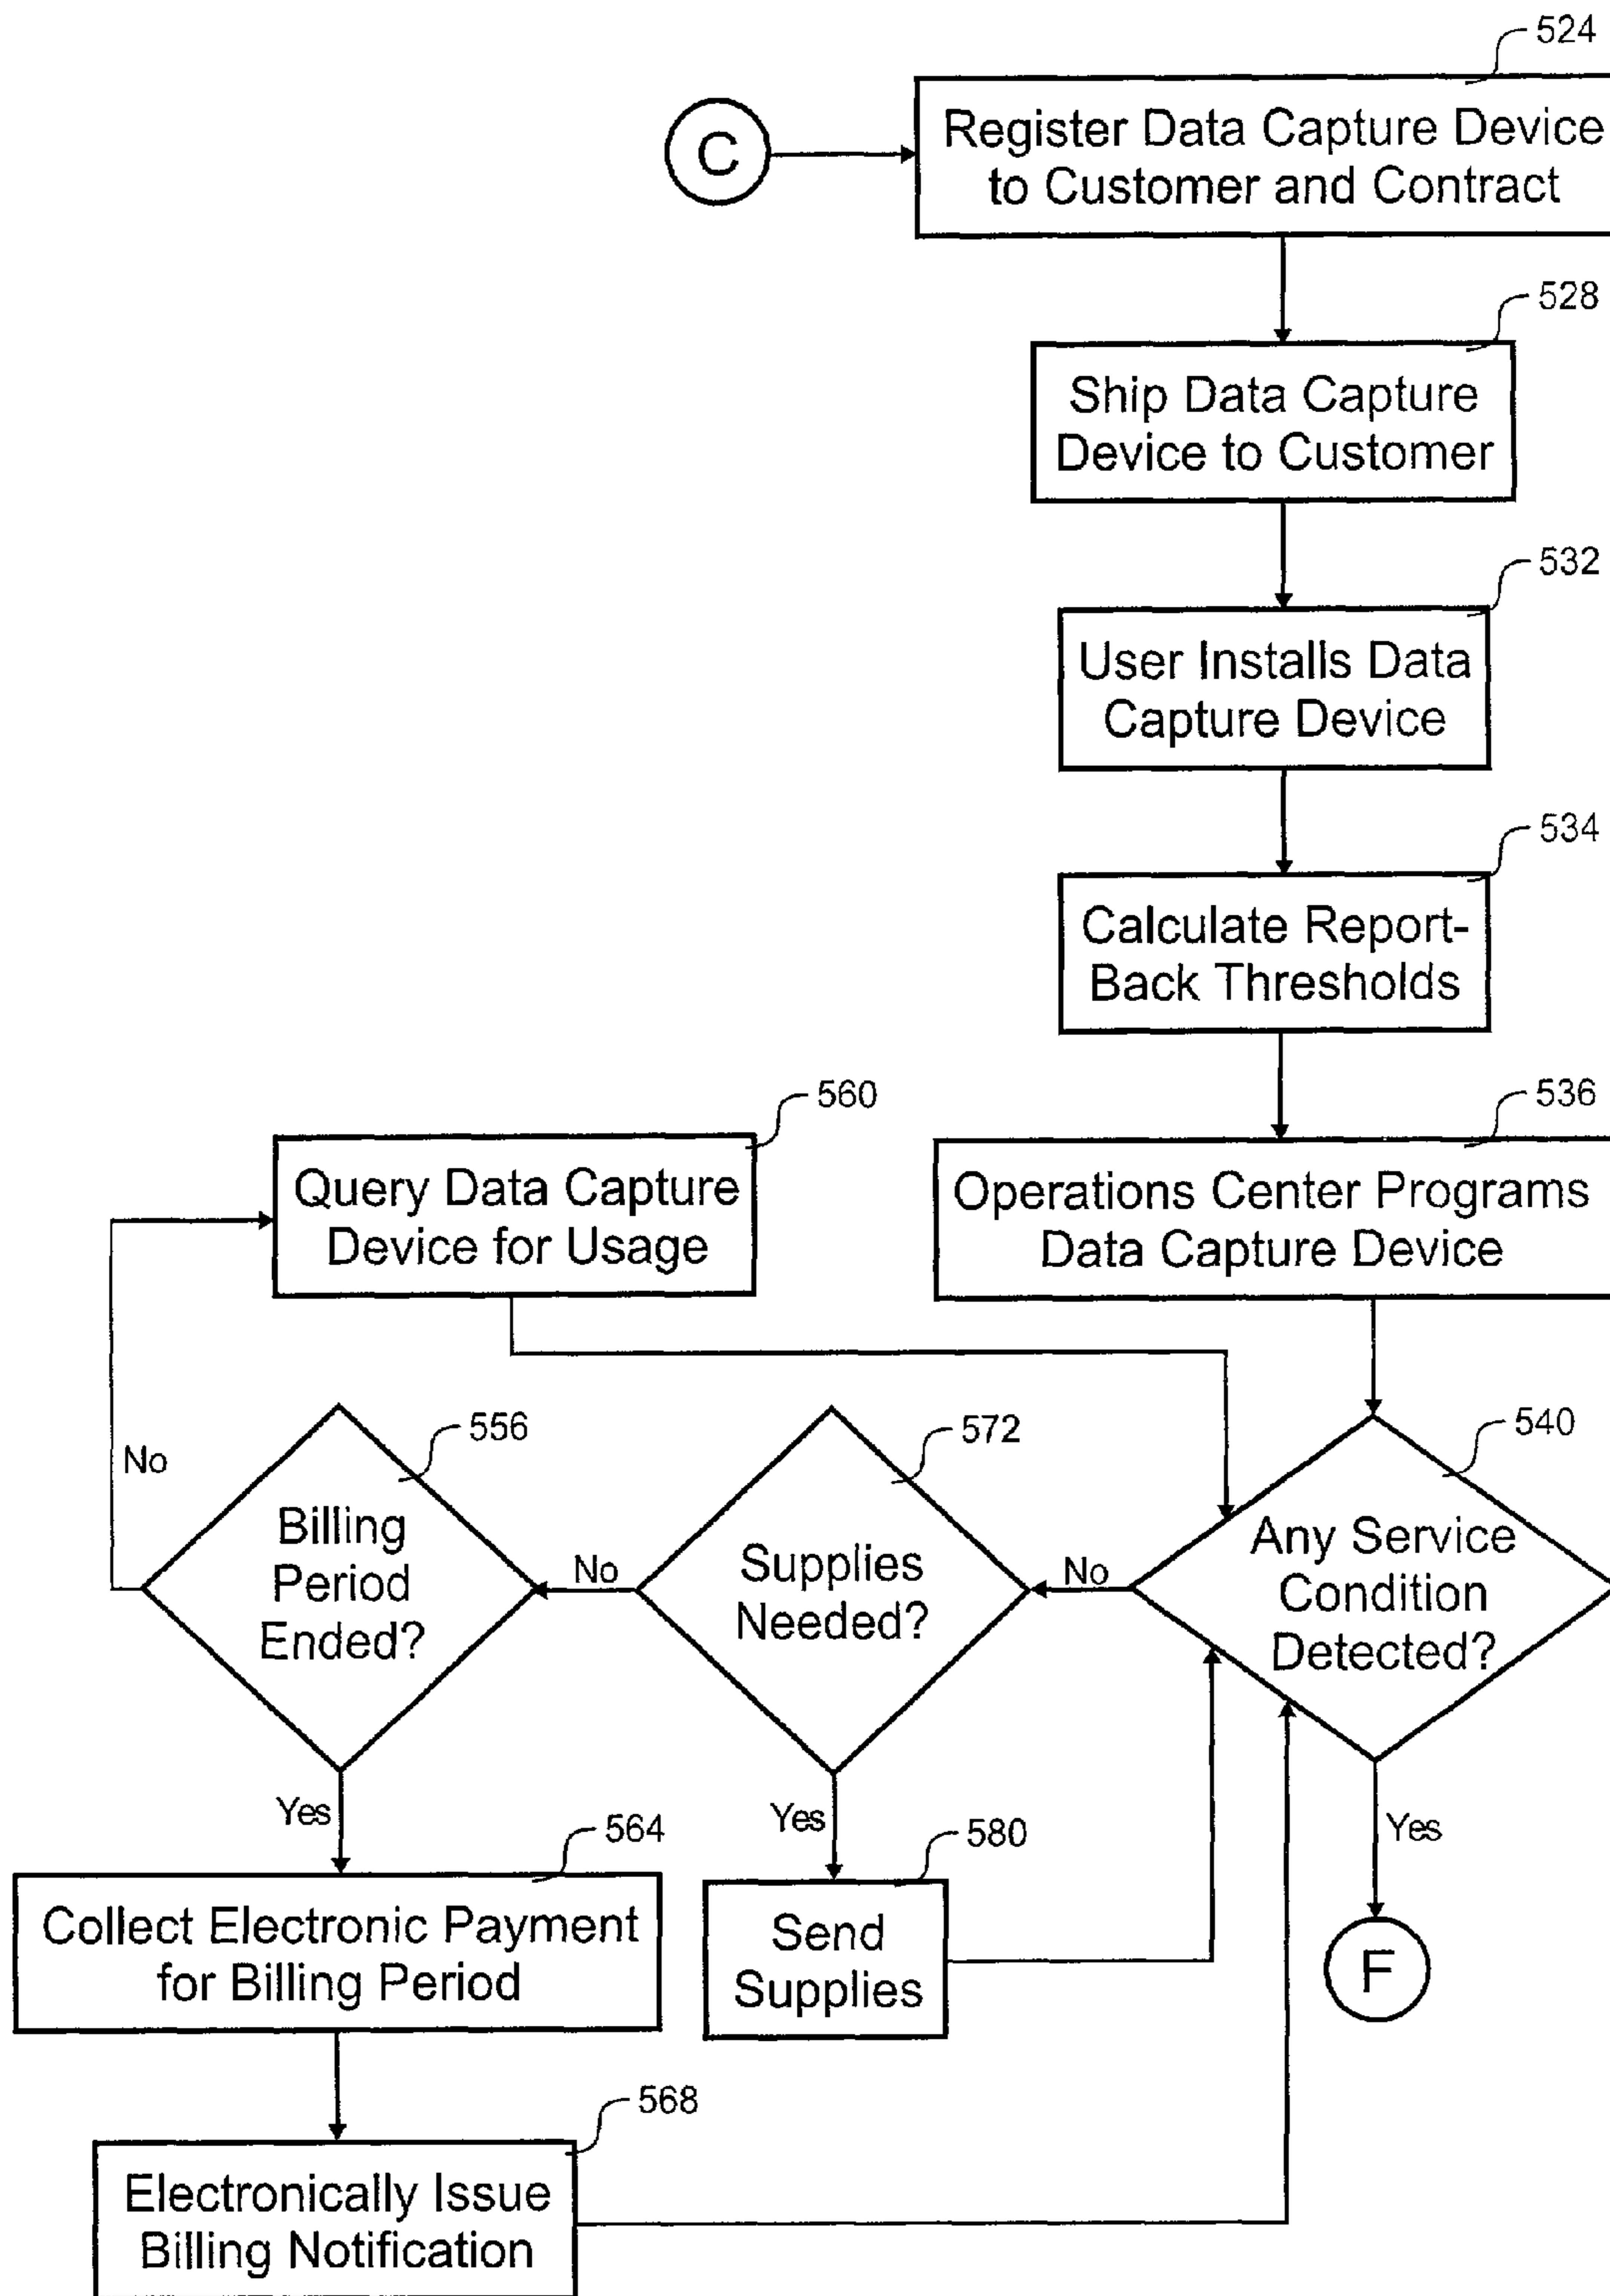 524
C
Register Data Capture Device
to Customer and Contract
528
Ship Data Capture
Device to Customer
532
User Installs Data
Capture Device
534
Calculate Report-
Back Thresholds
560
Query Data Capture
Device for Usage
536
Operations Center Programs
Data Capture Device
No
556
Billing
Period
Ended?
No
572
Supplies
Needed?
No
540
Any Service
Condition
Detected?
Yes
564
Collect Electronic Payment
for Billing Period
Yes
580
Send
Supplies
Yes
F
568
Electronically Issue
Billing Notification